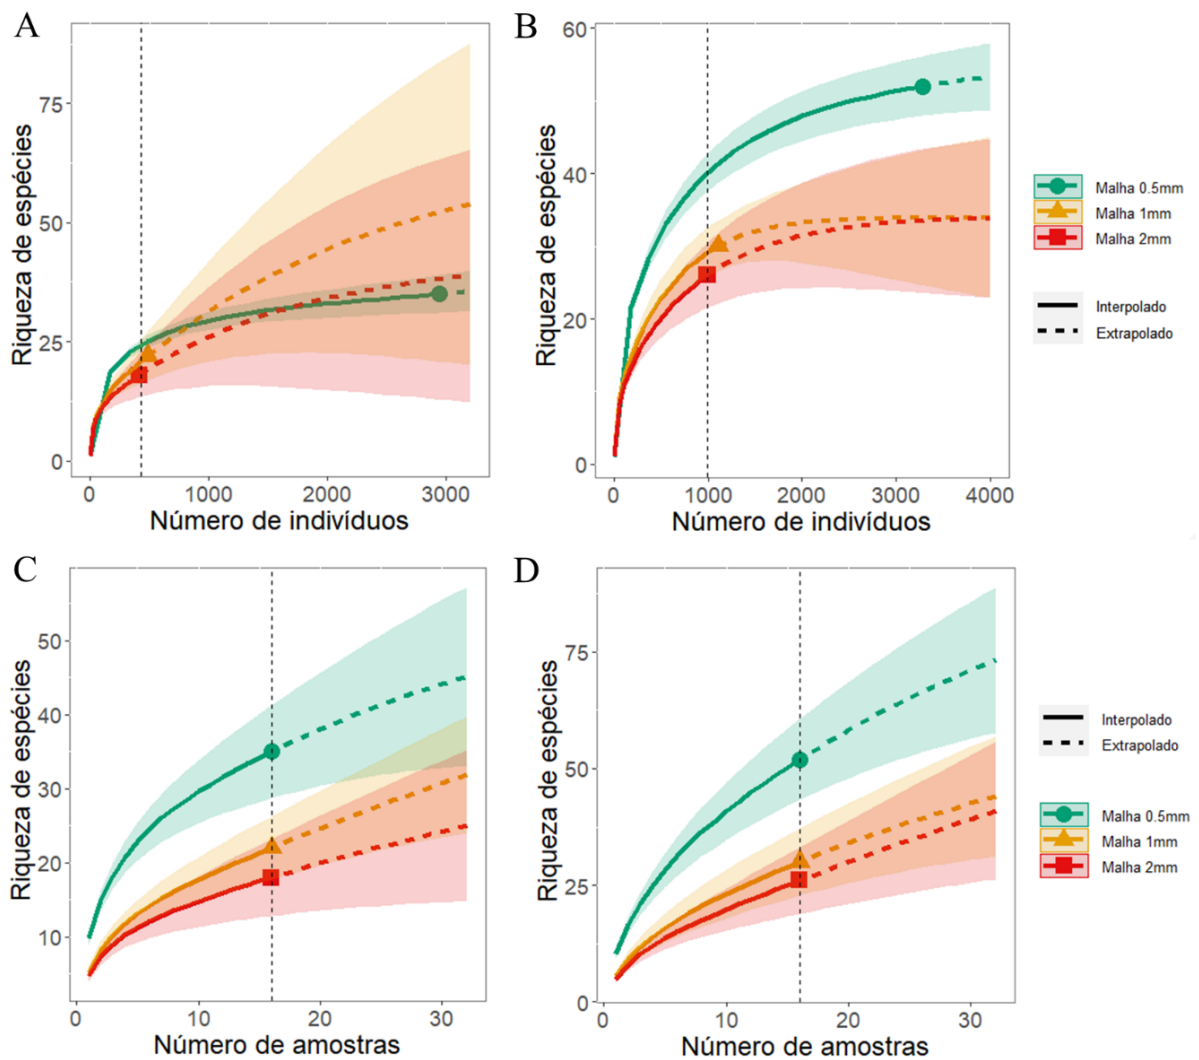 A
Riqueza de espécies
75
50
25
0
0 1000 2000 3000
Número de indivíduos
B
Riqueza de espécies
60
40
20
0
0 1000 2000 3000 4000
Número de indivíduos
Malha 0.5mm
Malha 1mm
Malha 2mm
Interpolado
Extrapolado
C
Riqueza de espécies
50
40
30
20
10
0 10 20 30
Número de amostras
D
Riqueza de espécies
75
50
25
0
0 10 20 30
Número de amostras
Interpolado
Extrapolado
Malha 0.5mm
Malha 1mm
Malha 2mm